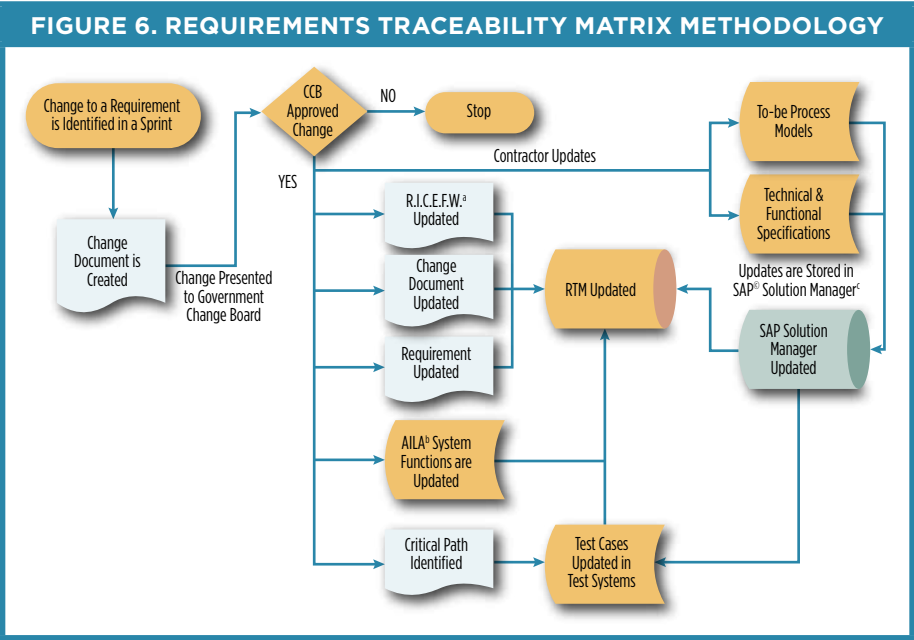 FIGURE 6. REQUIREMENTS TRACEABILITY MATRIX METHODOLOGY
Change to a Requirement
is Identified in a Sprint
CCB
Approved
Change
NO
Stop
To-be Process
Models
Contractor Updates
YES
R.I.C.E.F.W.ᵃ
Updated
Technical &
Functional
Specifications
Change
Document is
Created
Change Presented
to Government
Change Board
Change
Document
Updated
RTM Updated
Updates are Stored in
SAP© Solution Managerᶜ
Requirement
Updated
SAP Solution
Manager
Updated
AILAᵇ System
Functions are
Updated
Critical Path
Identified
Test Cases
Updated in
Test Systems